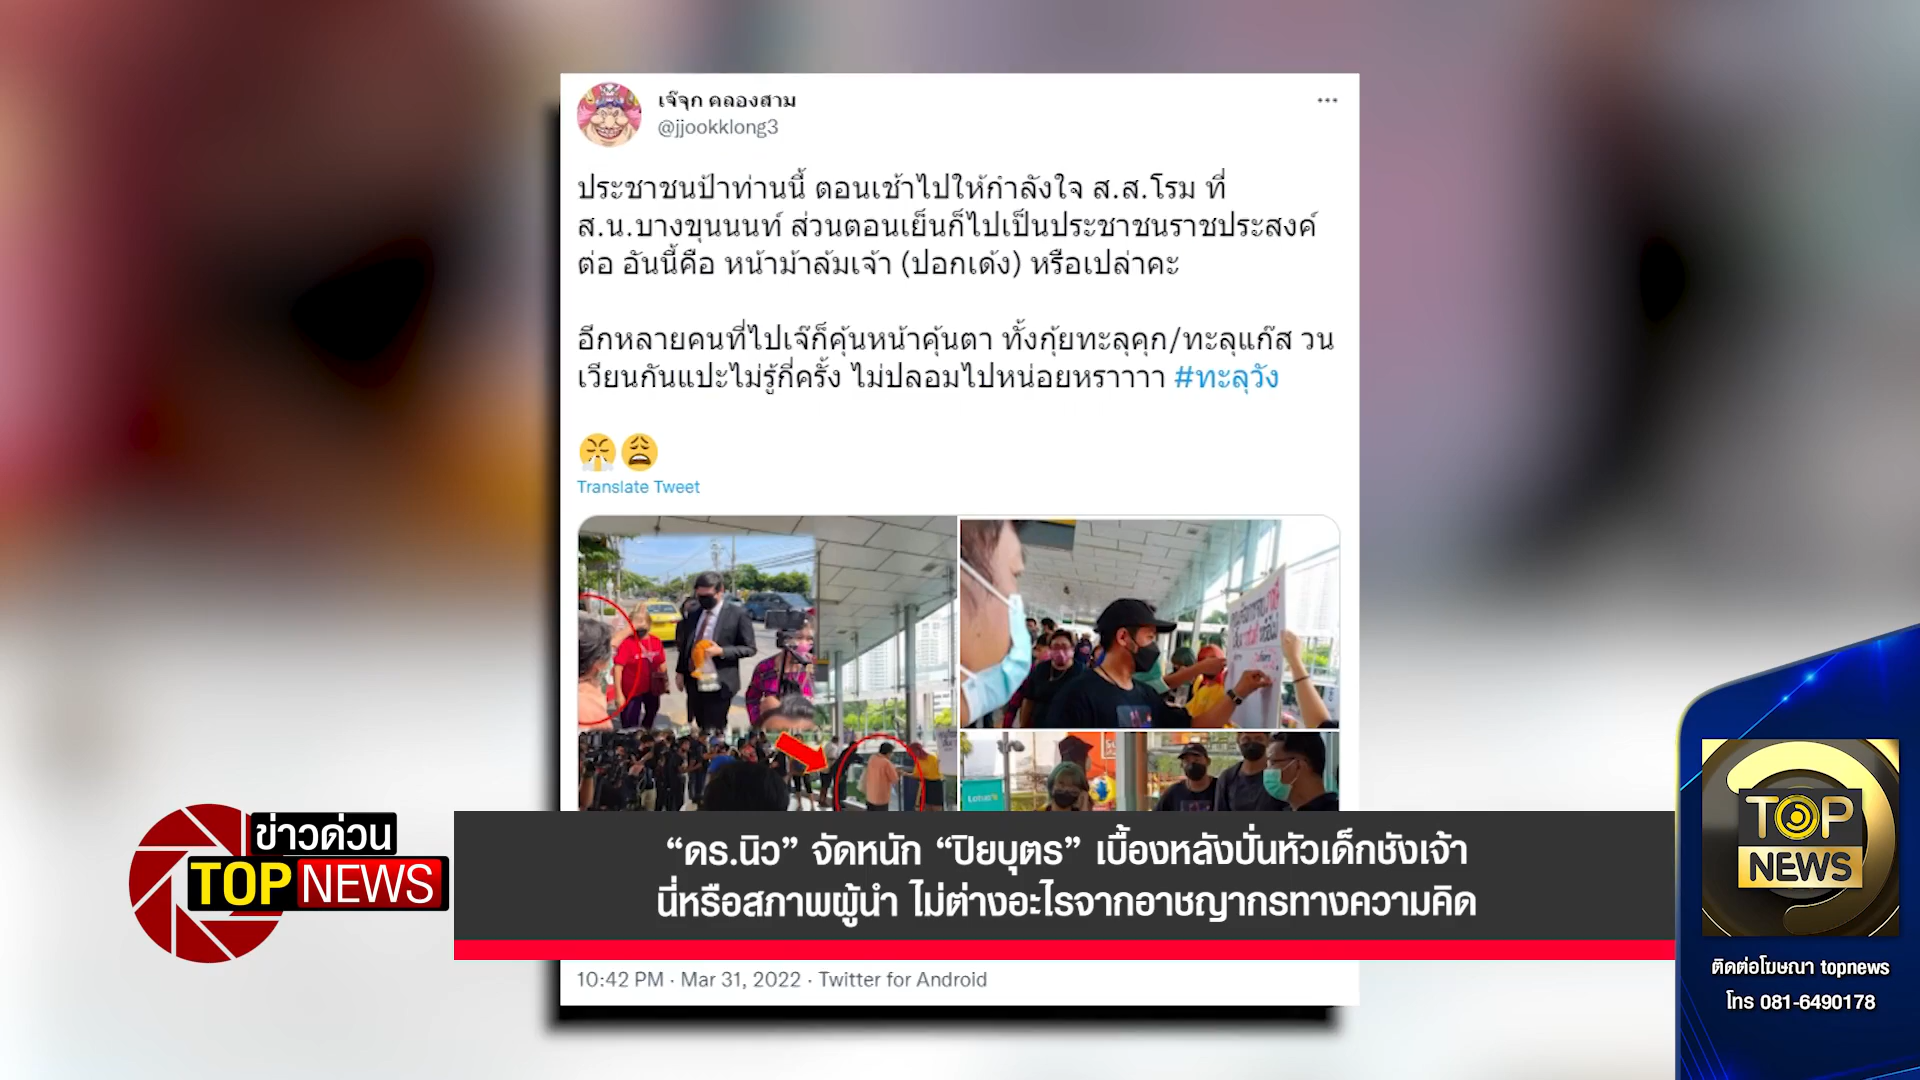 เจ๊จุก คลองสาม
@jjookklong3
ประชาชนป้าท่านนี้ ตอนเช้าไปให้กำลังใจ ส.ส.โรม ที่
ส.น.บางขุนนนท์ ส่วนตอนเย็นก็ไปเป็นประชาชนราชประสงค์
ต่อ อันนี้คือ หน้าม้าล้มเจ้า (ปอกเด้ง) หรือเปล่าคะ
อีกหลายคนที่ไปเจ๊ก็คุ้นหน้าคุ้นตา ทั้งกุ้ยทะลุคุก/ทะลุแก๊ส วน
เวียนกันแปะไม่รู้กี่ครั้ง ไม่ปลอมไปหน่อยหราาาา #ทะลุวัง
Translate Tweet
Lotus's
ข่าวด่วน
TOP NEWS
“ดร.นิว” จัดหนัก “ปิยบุตร” เบื้องหลังปั่นหัวเด็กชังเจ้า
นี่หรือสภาพผู้นำ ไม่ต่างอะไรจากอาชญากรทางความคิด
TOP
NEWS
ติดต่อโฆษณา topnews
โทร 081-6490178
10:42 PM · Mar 31, 2022 · Twitter for Android